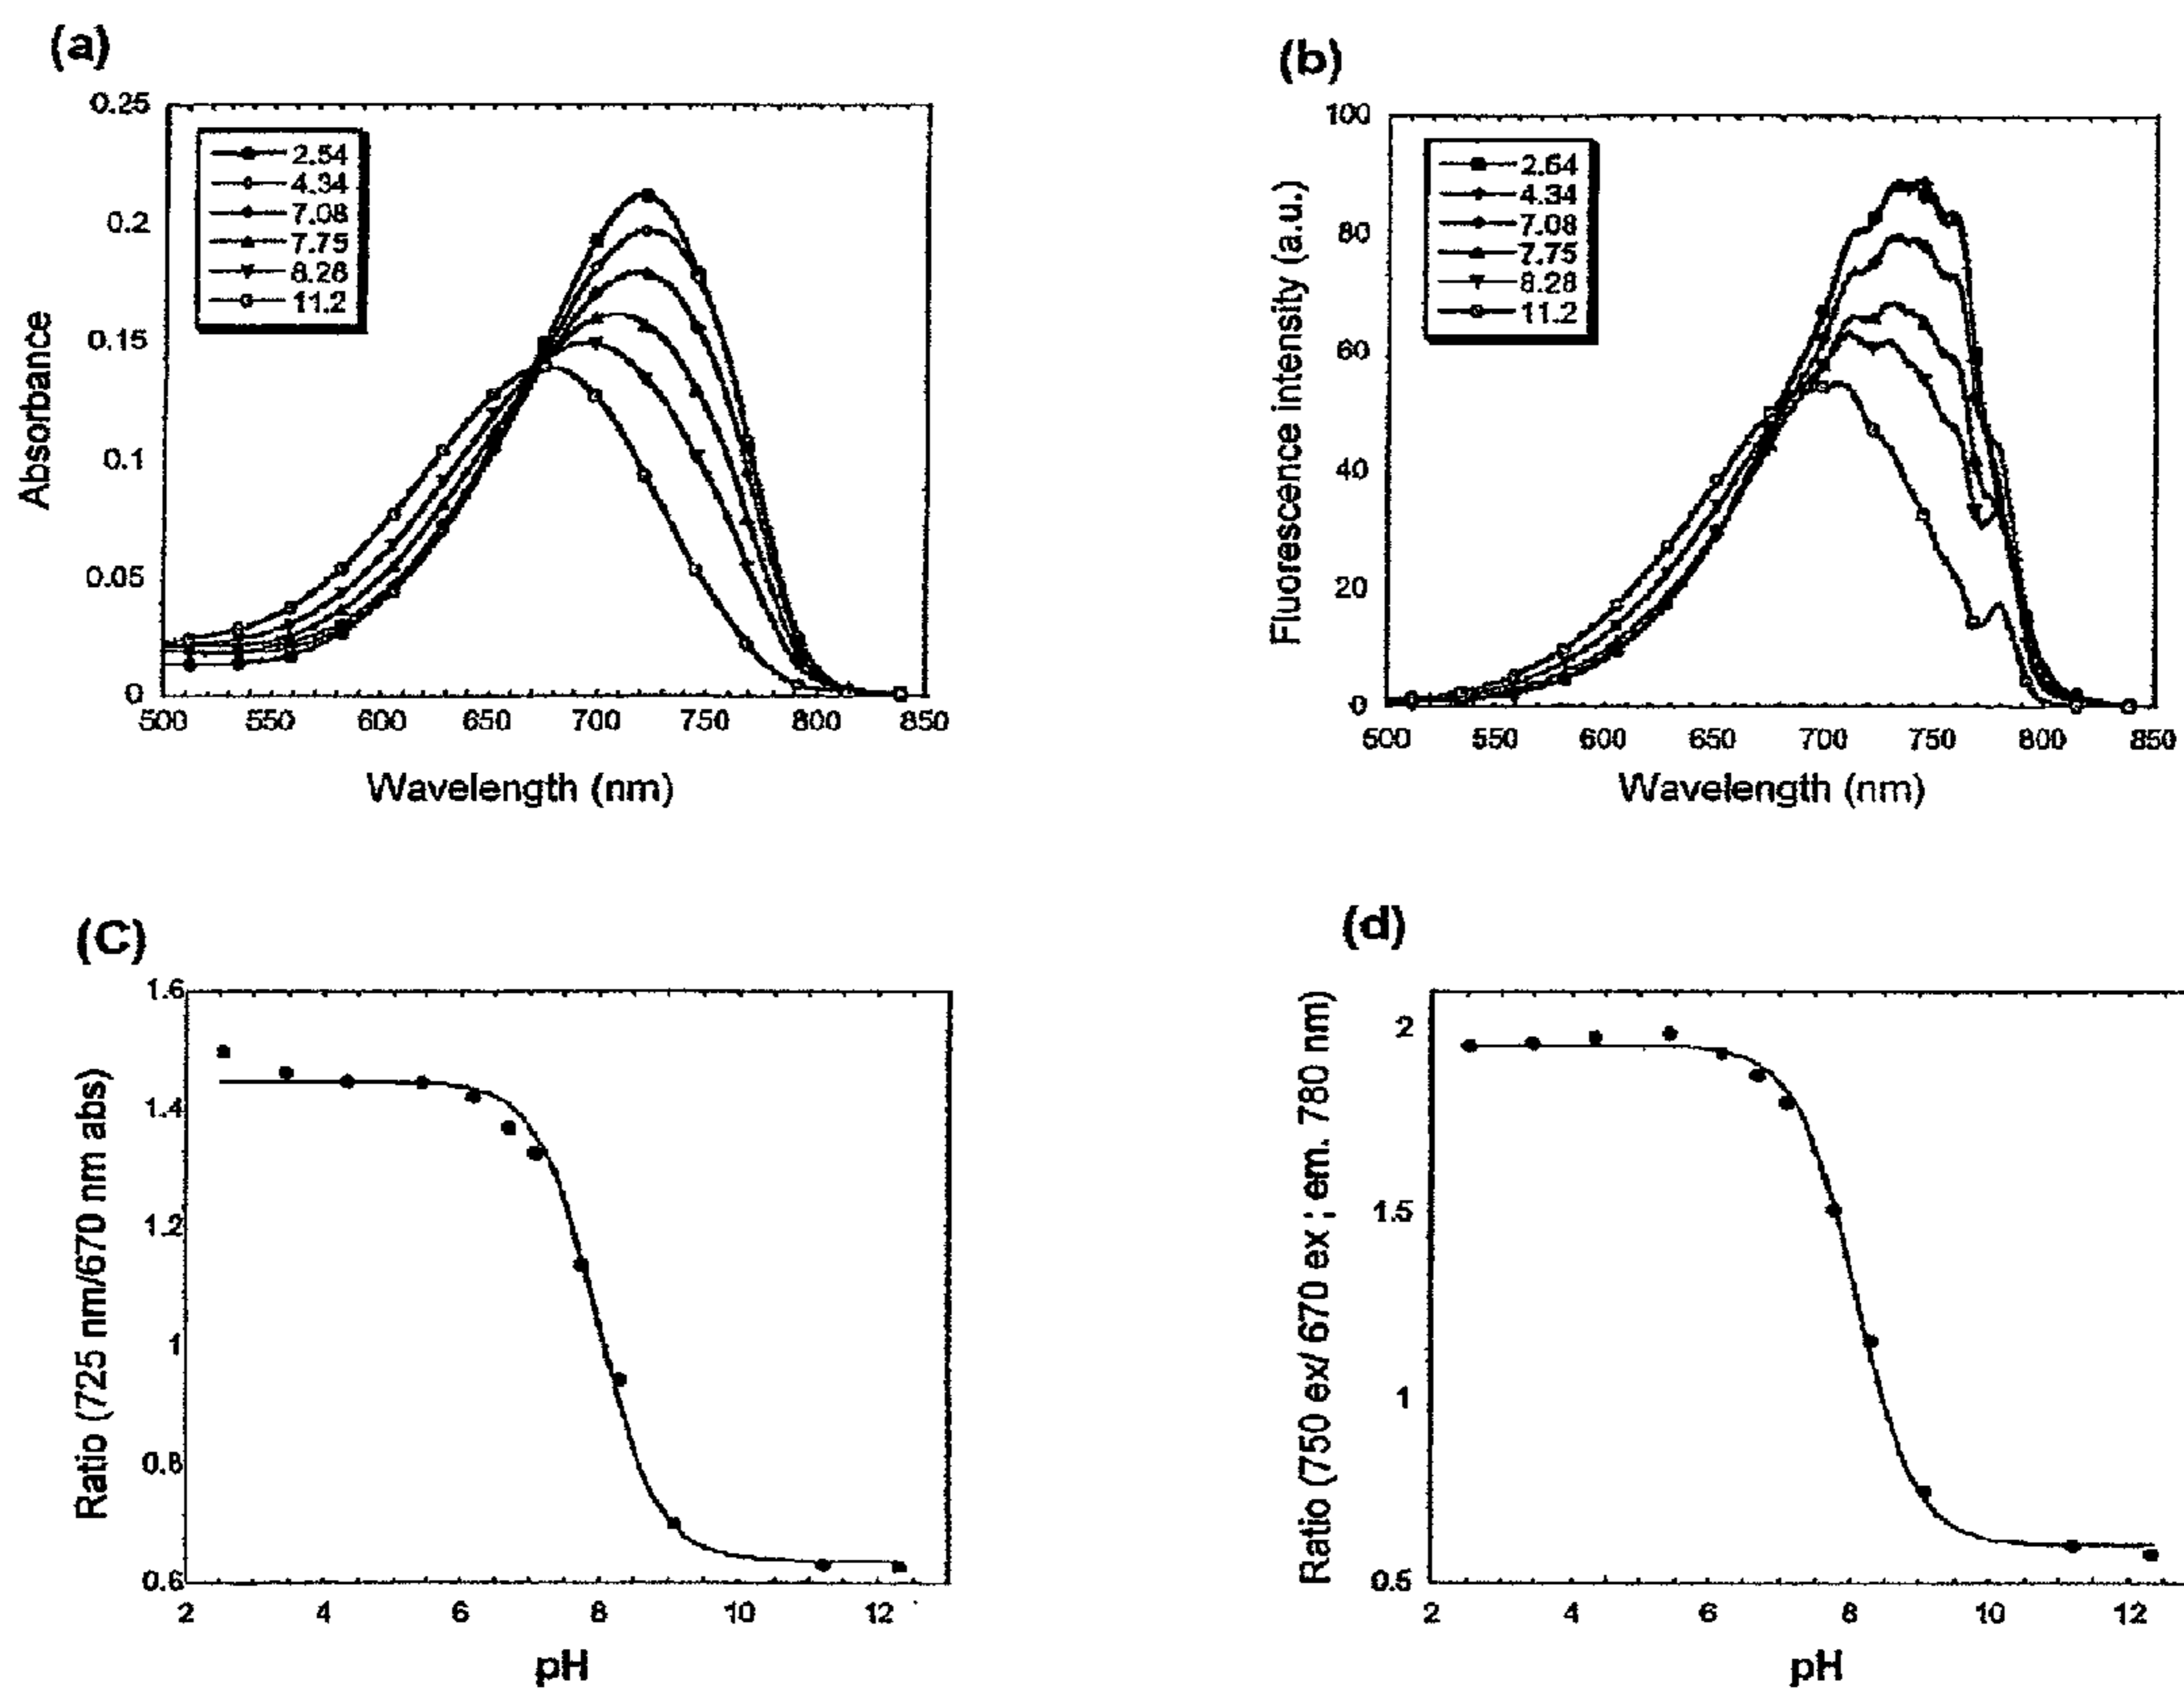 (a)
0.25
0.2
0.15
0.1
0.05
0
2.54
4.34
7.08
7.75
8.28
11.2
Absorbance
500 550 600 650 700 750 800 850
Wavelength (nm)
(b)
100
80
60
40
20
0
2.54
4.34
7.08
7.75
8.28
11.2
Fluorescence intensity (a.u.)
500 550 600 650 700 750 800 850
Wavelength (nm)
(C)
1.6
1.4
1.2
1
0.8
0.6
Ratio (725 nm/670 nm abs)
2 4 6 8 10 12
pH
(d)
2
1.5
1
0.5
Ratio (750 ex/ 670 ex ; em. 780 nm)
2 4 6 8 10 12
pH